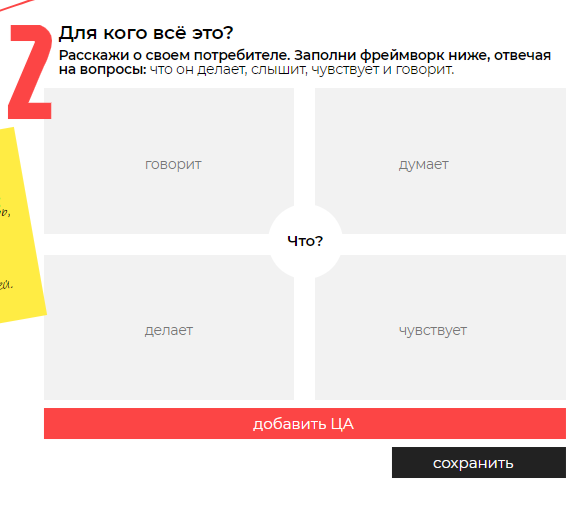 2
Для кого всё это?
Расскажи о своем потребителе. Заполни фреймворк ниже, отвечая
на вопросы: что он делает, слышит, чувствует и говорит.
говорит
думает
Что?
делает
чувствует
добавить ЦА
сохранить